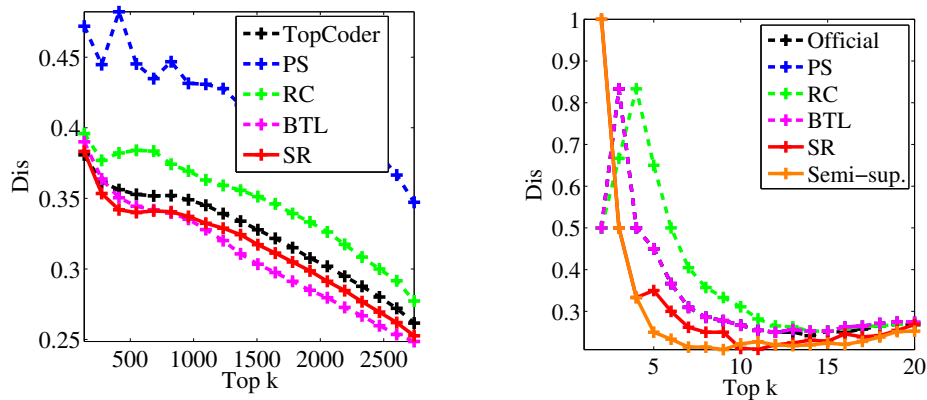 0.45
0.4
0.35
0.3
0.25
Dis
500 1000 1500 2000 2500
Top k
TopCoder
PS
RC
BTL
SR
1
0.9
0.8
0.7
0.6
0.5
0.4
0.3
Dis
5 10 15 20
Top k
Official
PS
RC
BTL
SR
Semi−sup.